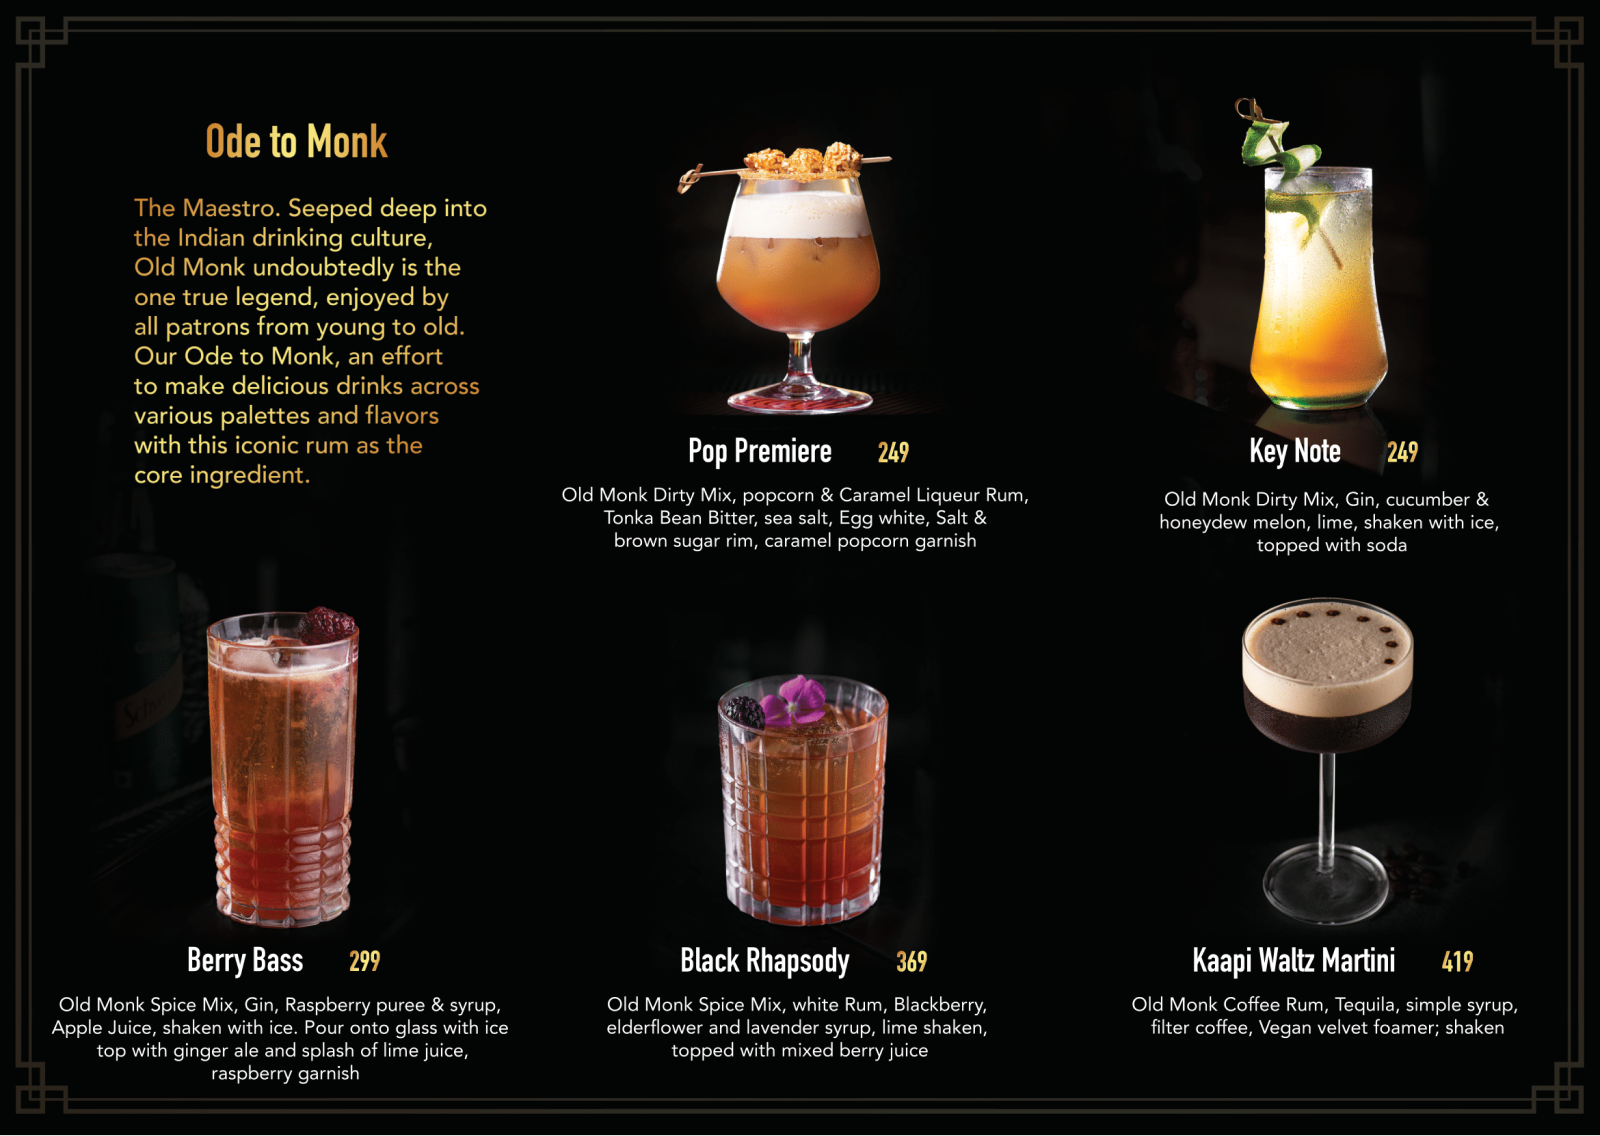 Ode to Monk
The Maestro. Seeped deep into
the Indian drinking culture,
Old Monk undoubtedly is the
one true legend, enjoyed by
all patrons from young to old.
Our Ode to Monk, an effort
to make delicious drinks across
various palettes and flavors
with this iconic rum as the
core ingredient.
Pop Premiere 249
Old Monk Dirty Mix, popcorn & Caramel Liqueur Rum,
Tonka Bean Bitter, sea salt, Egg white, Salt &
brown sugar rim, caramel popcorn garnish
Key Note 249
Old Monk Dirty Mix, Gin, cucumber &
honeydew melon, lime, shaken with ice,
topped with soda
Berry Bass 299
Old Monk Spice Mix, Gin, Raspberry puree & syrup,
Apple Juice, shaken with ice. Pour onto glass with ice
top with ginger ale and splash of lime juice,
raspberry garnish
Black Rhapsody 369
Old Monk Spice Mix, white Rum, Blackberry,
elderflower and lavender syrup, lime shaken,
topped with mixed berry juice
Kaapi Waltz Martini 419
Old Monk Coffee Rum, Tequila, simple syrup,
filter coffee, Vegan velvet foamer; shaken